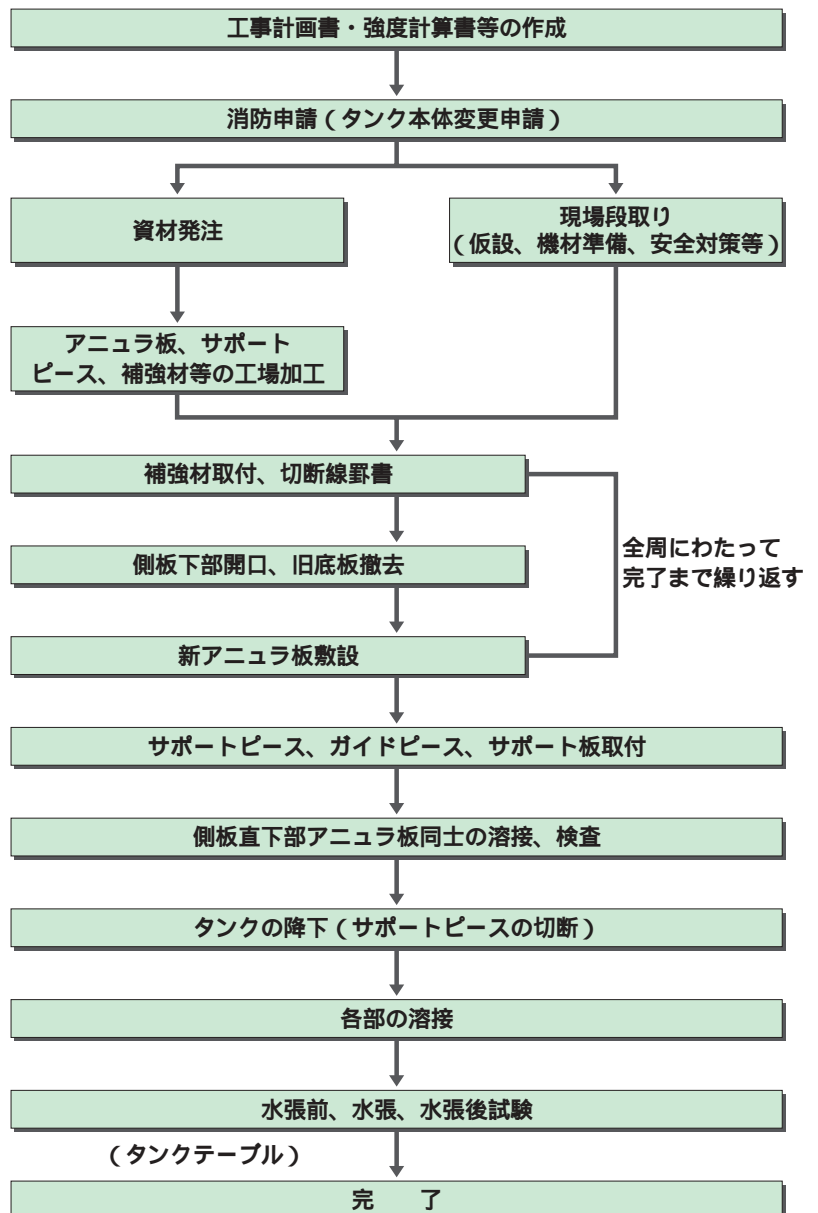 工事計画書・強度計算書等の作成
消防申請（タンク本体変更申請）
資材発注
現場段取り
（仮設、機材準備、安全対策等）
アニュラ板、サポート
ピース、補強材等の工場加工
補強材取付、切断線罫書
側板下部開口、旧底板撤去
全周にわたって
完了まで繰り返す
新アニュラ板敷設
サポートピース、ガイドピース、サポート板取付
側板直下部アニュラ板同士の溶接、検査
タンクの降下（サポートピースの切断）
各部の溶接
水張前、水張、水張後試験
（タンクテーブル）
完　　了